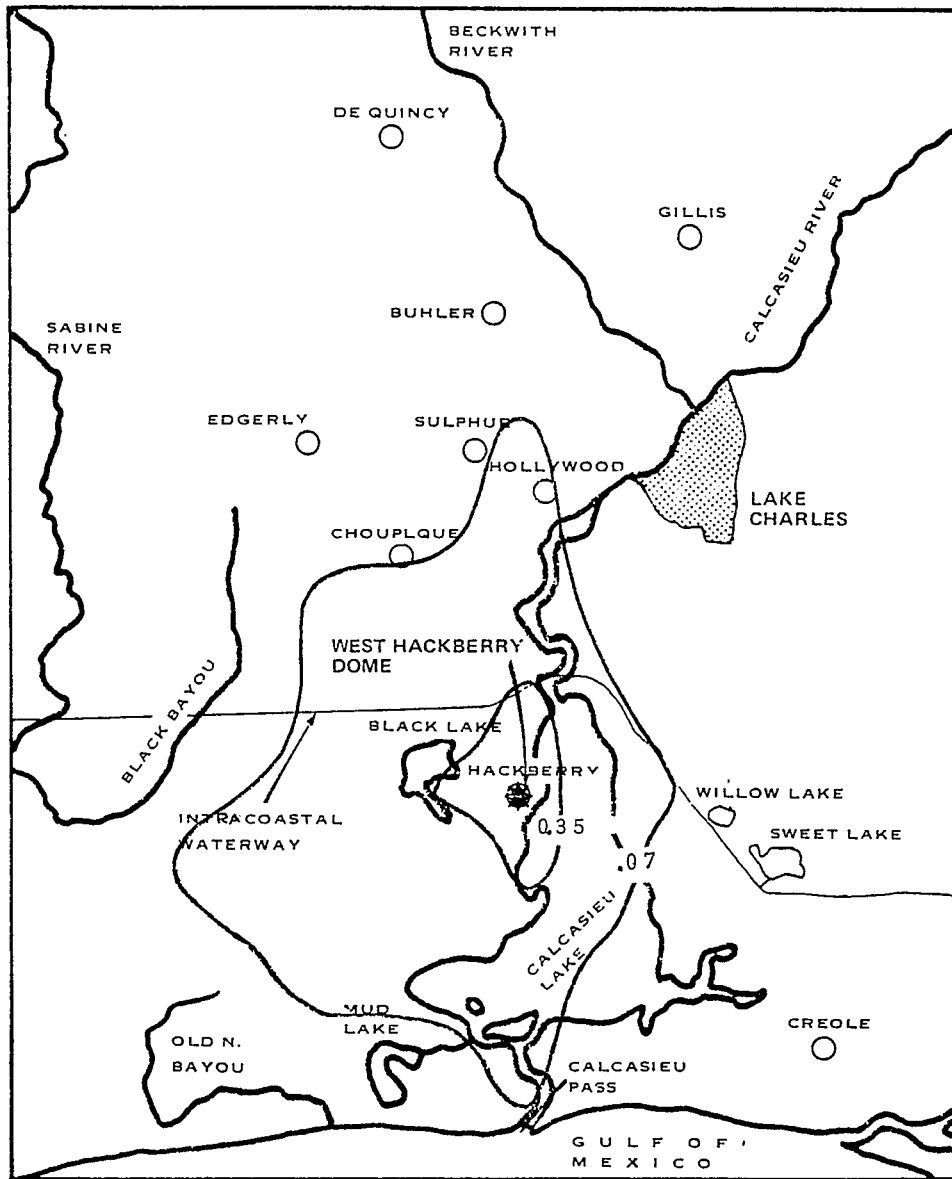 BECKWITH
RIVER
DE QUINCY
GILLIS
CALCASIEU RIVER
BUHLER
SABINE
RIVER
EDGERLY
SULPHUR
HOLLYWOOD
LAKE
CHARLES
CHOUPLQUE
WEST HACKBERRY
DOME
BLACK BAYOU
BLACK LAKE
HACKBERRY
WILLOW LAKE
INTRACOASTAL
WATERWAY
0.35
SWEET LAKE
.07
CALCASIEU
LAKE
MUD
LAKE
CREOLE
OLD N.
BAYOU
CALCASIEU
PASS
GULF OF
MEXICO